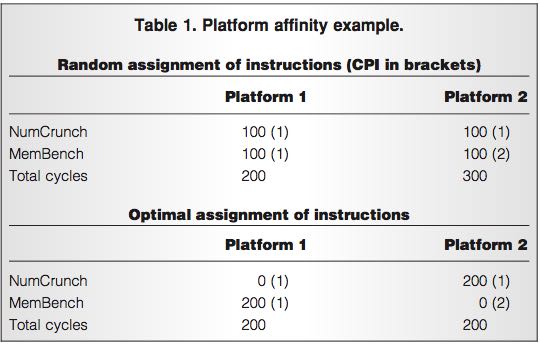 Table 1. Platform affinity example.
Random assignment of instructions (CPI in brackets)
Platform 1 Platform 2
NumCrunch 100 (1) 100 (1)
MemBench 100 (1) 100 (2)
Total cycles 200 300
Optimal assignment of instructions
Platform 1 Platform 2
NumCrunch 0 (1) 200 (1)
MemBench 200 (1) 0 (2)
Total cycles 200 200